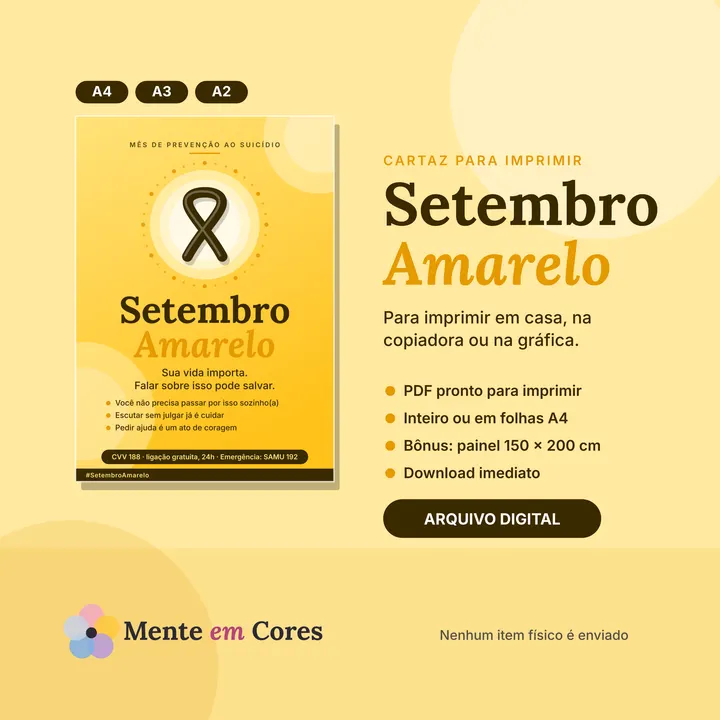 A4 A3 A2
MÊS DE PREVENÇÃO AO SUICÍDIO
Setembro
Amarelo
Sua vida importa.
Falar sobre isso pode salvar.
Você não precisa passar por isso sozinho(a)
Escutar sem julgar já é cuidar
Pedir ajuda é um ato de coragem
CVV 188 · ligação gratuita, 24h · Emergência: SAMU 192
#SetembroAmarelo
CARTAZ PARA IMPRIMIR
Setembro
Amarelo
Para imprimir em casa, na
copiadora ou na gráfica.
PDF pronto para imprimir
Inteiro ou em folhas A4
Bônus: painel 150 × 200 cm
Download imediato
ARQUIVO DIGITAL
Mente em Cores
Nenhum item físico é enviado